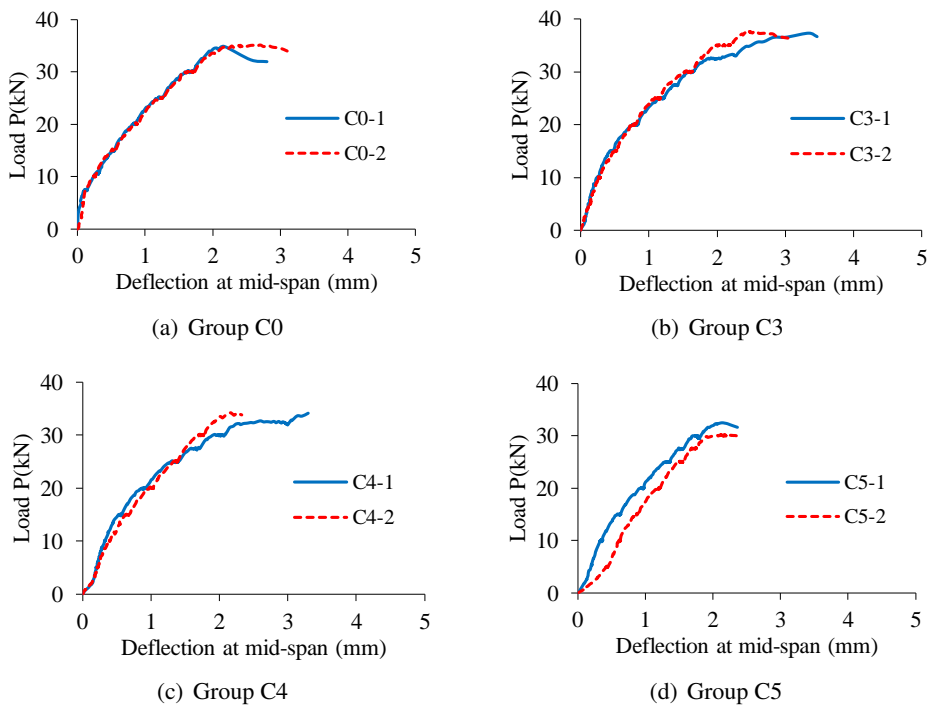 40
30
20
10
0
Load P(kN)
C0-1
C0-2
0 1 2 3 4 5
Deflection at mid-span (mm)
(a) Group C0
40
30
20
10
0
Load P(kN)
C3-1
C3-2
0 1 2 3 4 5
Deflection at mid-span (mm)
(b) Group C3
40
30
20
10
0
Load P(kN)
C4-1
C4-2
0 1 2 3 4 5
Deflection at mid-span (mm)
(c) Group C4
40
30
20
10
0
Load P(kN)
C5-1
C5-2
0 1 2 3 4 5
Deflection at mid-span (mm)
(d) Group C5